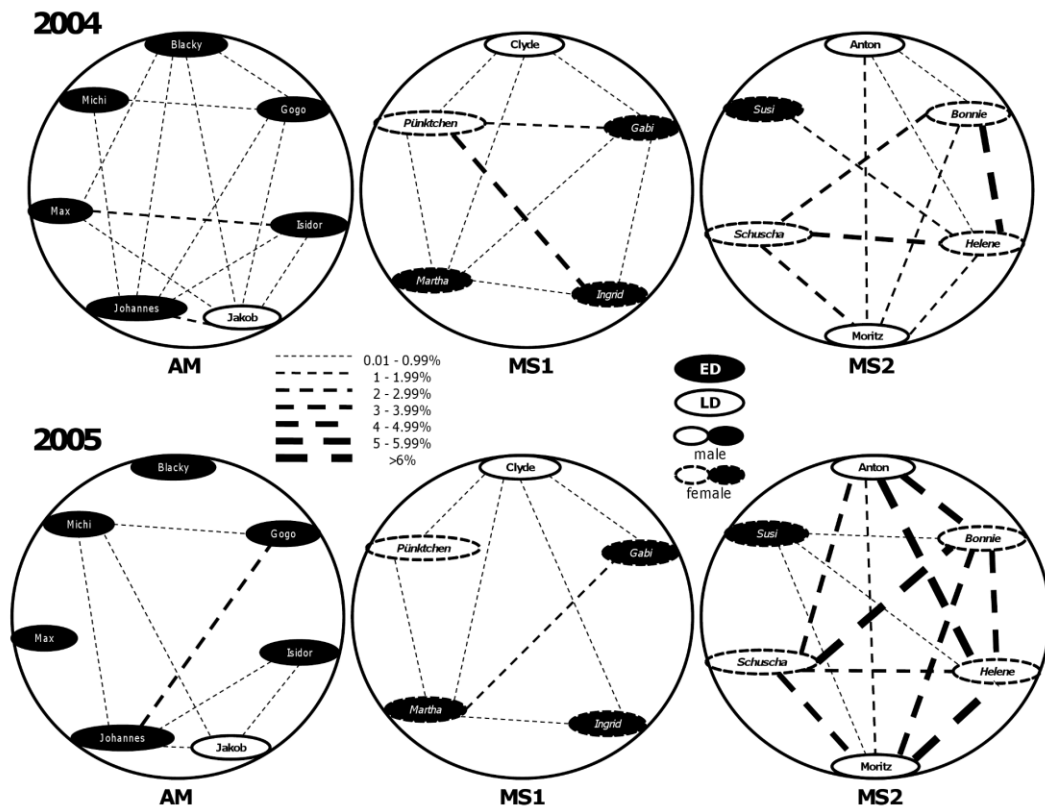 2004
Blacky
Michi
Gogo
Max
Isidor
Johannes
Jakob
AM
Clyde
Pünktchen
Gabi
Martha
Ingrid
MS1
Anton
Susi
Bonnie
Schuscha
Helene
Moritz
MS2
0.01 - 0.99%
1 - 1.99%
2 - 2.99%
3 - 3.99%
4 - 4.99%
5 - 5.99%
>6%
ED
LD
male
female
2005
Blacky
Michi
Gogo
Max
Isidor
Johannes
Jakob
AM
Clyde
Pünktchen
Gabi
Martha
Ingrid
MS1
Anton
Susi
Bonnie
Schuscha
Helene
Moritz
MS2